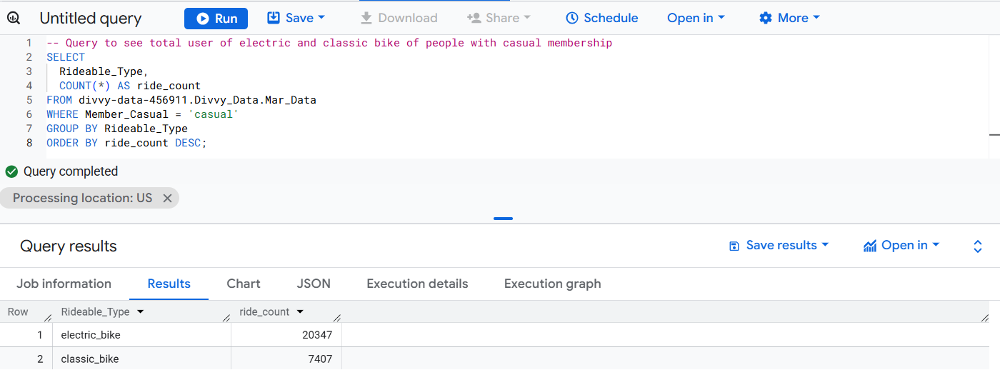 Untitled query Run Save Download Share Schedule Open in More
1 -- Query to see total user of electric and classic bike of people with casual membership
2 SELECT
3 Rideable_Type,
4 COUNT(*) AS ride_count
5 FROM divvy-data-456911.Divvy_Data.Mar_Data
6 WHERE Member_Casual = 'casual'
7 GROUP BY Rideable_Type
8 ORDER BY ride_count DESC;
Query completed
Processing location: US
Query results Save results Open in
Job information Results Chart JSON Execution details Execution graph
Row Rideable_Type ride_count
1 electric_bike 20347
2 classic_bike 7407